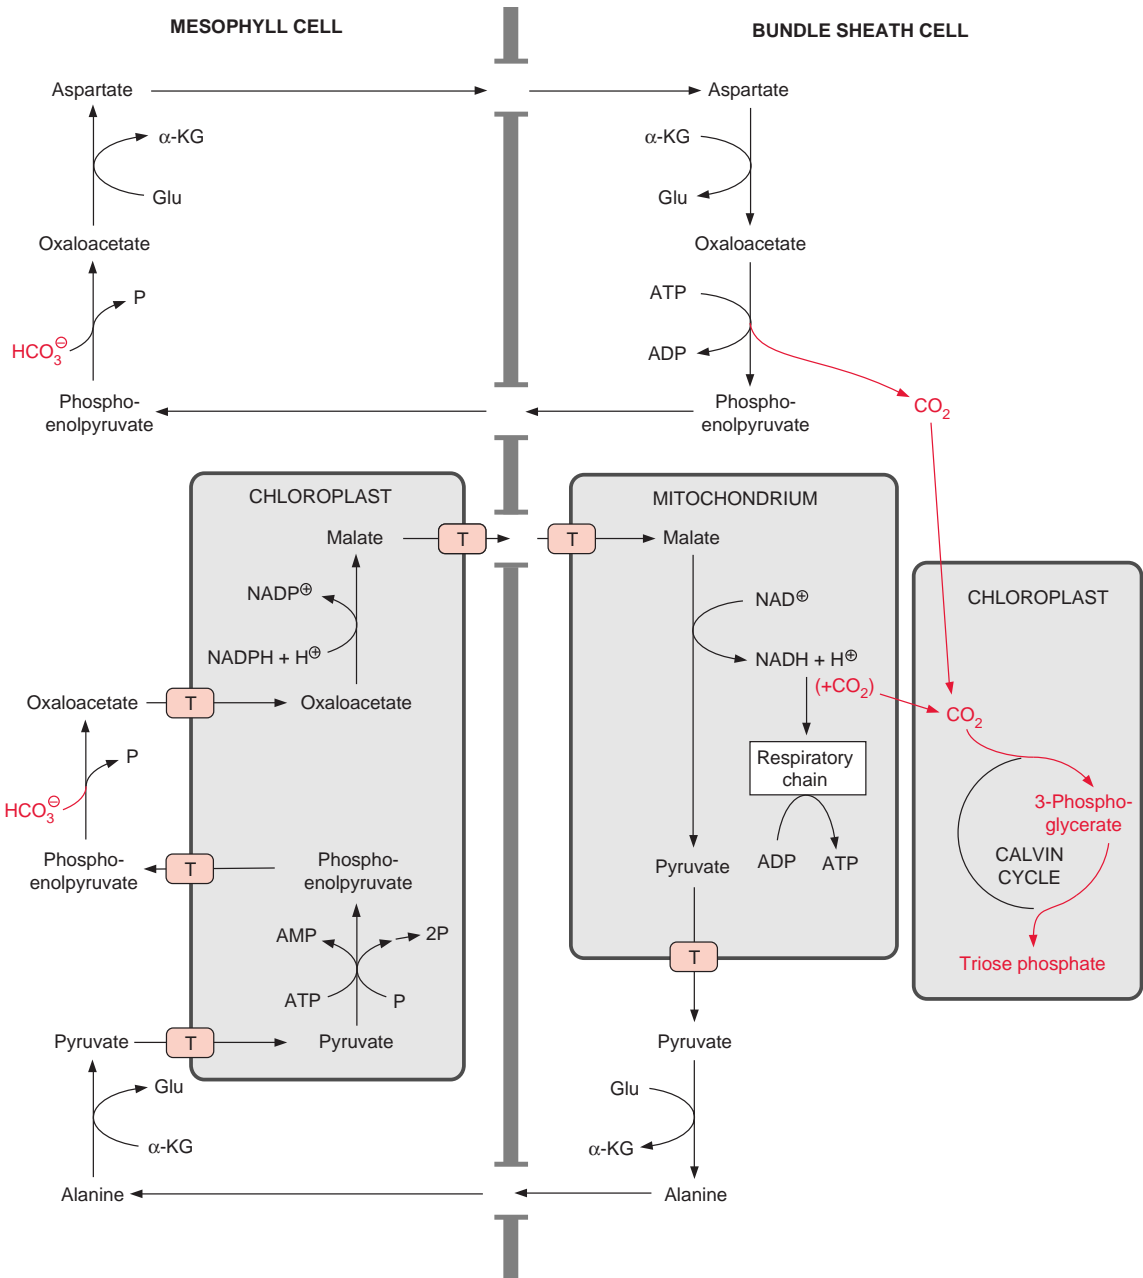 MESOPHYLL CELL
BUNDLE SHEATH CELL
Aspartate
α-KG
Glu
Oxaloacetate
P
HCO₃⊖
Phospho-
enolpyruvate
Aspartate
α-KG
Glu
Oxaloacetate
ATP
ADP
Phospho-
enolpyruvate
CO₂
CHLOROPLAST
Malate
T
NADP⊕
NADPH + H⊕
Oxaloacetate
T
Oxaloacetate
P
HCO₃⊖
Phospho-
enolpyruvate
T
Phospho-
enolpyruvate
AMP
2P
ATP
P
Pyruvate
T
Pyruvate
Glu
α-KG
Alanine
MITOCHONDRIUM
T
Malate
NAD⊕
NADH + H⊕
(+CO₂)
Respiratory
chain
ADP
ATP
Pyruvate
T
Pyruvate
Glu
α-KG
Alanine
CHLOROPLAST
CO₂
3-Phospho-
glycerate
CALVIN
CYCLE
Triose phosphate